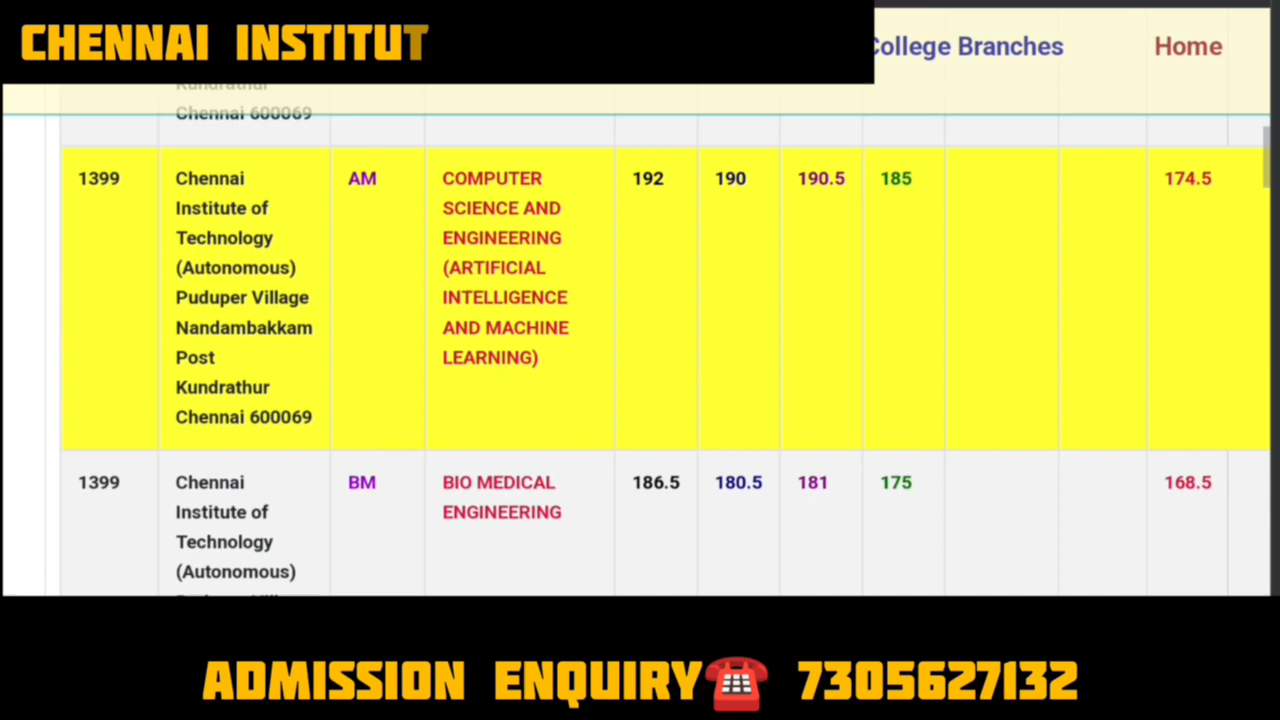 CHENNAI INSTITUT
College Branches
Home
Kundrathur
Chennai 600069
1399
Chennai
Institute of
Technology
(Autonomous)
Puduper Village
Nandambakkam
Post
Kundrathur
Chennai 600069
AM
COMPUTER
SCIENCE AND
ENGINEERING
(ARTIFICIAL
INTELLIGENCE
AND MACHINE
LEARNING)
192
190
190.5
185
174.5
1399
Chennai
Institute of
Technology
(Autonomous)
BM
BIO MEDICAL
ENGINEERING
186.5
180.5
181
175
168.5
ADMISSION ENQUIRY☎️ 7305627132